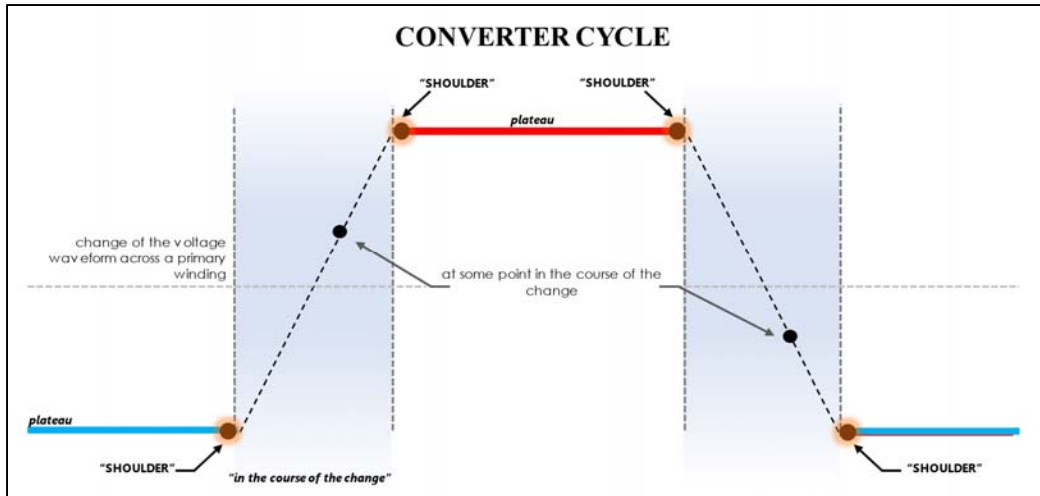 CONVERTER CYCLE
"SHOULDER"
"SHOULDER"
plateau
change of the voltage
waveform across a primary
winding
at some point in the course of the
change
plateau
"SHOULDER"
"in the course of the change"
"SHOULDER"